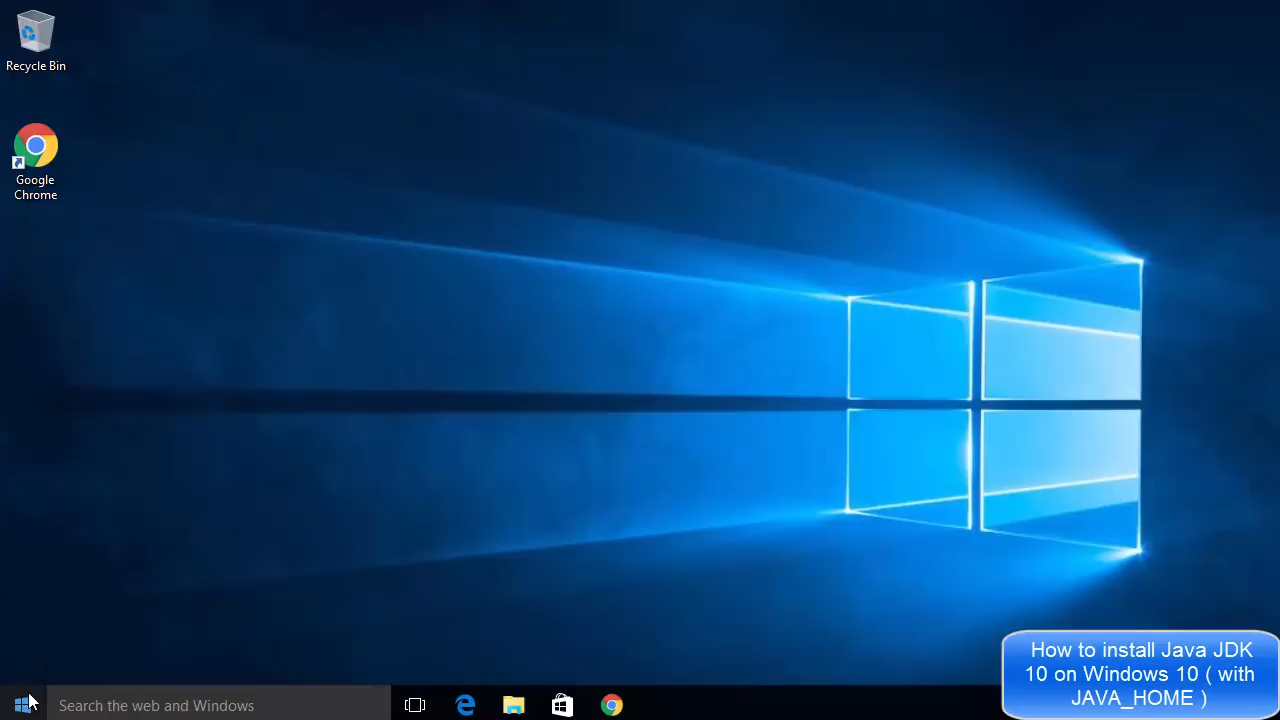 Recycle Bin
Google
Chrome
Search the web and Windows
How to install Java JDK
10 on Windows 10 ( with
JAVA_HOME )